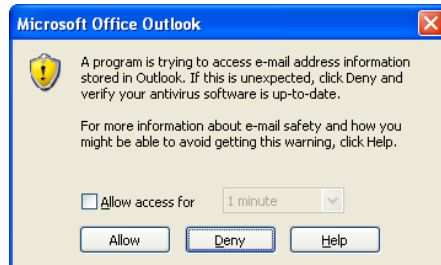 Microsoft Office Outlook
A program is trying to access e-mail address information
stored in Outlook. If this is unexpected, click Deny and
verify your antivirus software is up-to-date.
For more information about e-mail safety and how you
might be able to avoid getting this warning, click Help.
Allow access for 1 minute
Allow Deny Help